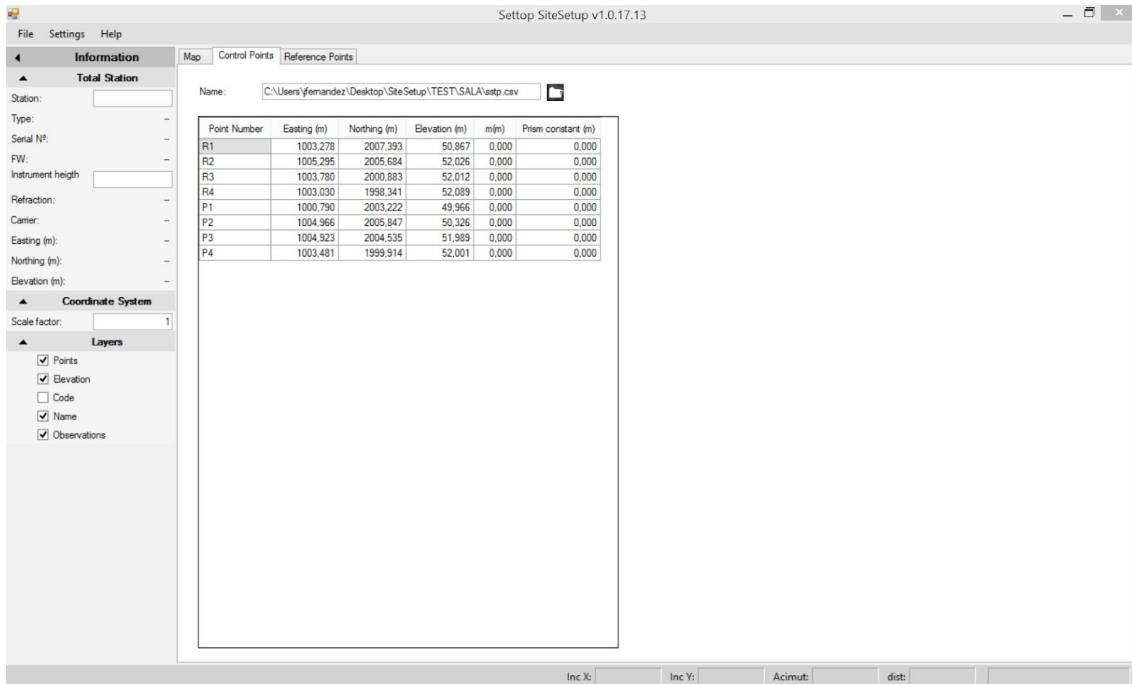 Settop SiteSetup v1.0.17.13
File Settings Help
Information
Total Station
Station:
Type: --
Serial Nº: --
FW: --
Instrument heigth
Refraction: --
Carrier: --
Easting (m): --
Northing (m): --
Elevation (m): --
Coordinate System
Scale factor: 1
Layers
Points
Elevation
Code
Name
Observations
Map Control Points Reference Points
Name: C:\Users\jfernandez\Desktop\SiteSetup\TEST\SALA\sstp.csv
Point Number Easting (m) Northing (m) Elevation (m) m(m) Prism constant (m)
R1 1003,278 2007,393 50,867 0,000 0,000
R2 1005,295 2005,684 52,026 0,000 0,000
R3 1003,780 2000,883 52,012 0,000 0,000
R4 1003,030 1998,341 52,089 0,000 0,000
P1 1000,790 2003,222 49,966 0,000 0,000
P2 1004,966 2005,847 50,326 0,000 0,000
P3 1004,923 2004,535 51,989 0,000 0,000
P4 1003,481 1999,914 52,001 0,000 0,000
Inc X: Inc Y: Acimut: dist: